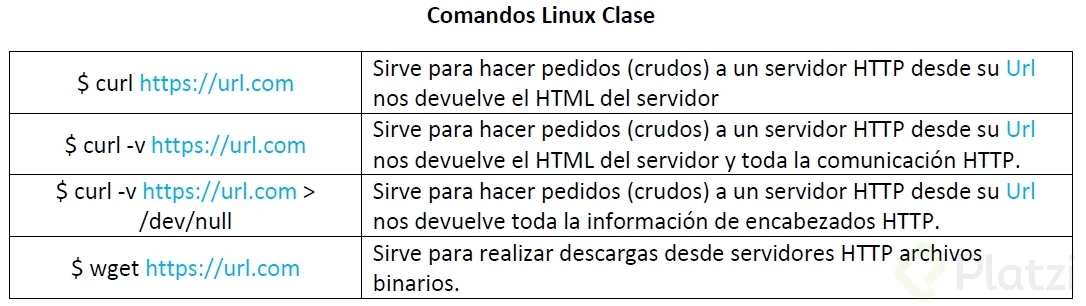 Comandos Linux Clase
$ curl https://url.com
Sirve para hacer pedidos (crudos) a un servidor HTTP desde su Url
nos devuelve el HTML del servidor
$ curl -v https://url.com
Sirve para hacer pedidos (crudos) a un servidor HTTP desde su Url
nos devuelve el HTML del servidor y toda la comunicación HTTP.
$ curl -v https://url.com >
/dev/null
Sirve para hacer pedidos (crudos) a un servidor HTTP desde su Url
nos devuelve toda la información de encabezados HTTP.
$ wget https://url.com
Sirve para realizar descargas desde servidores HTTP archivos
binarios.
Platzi